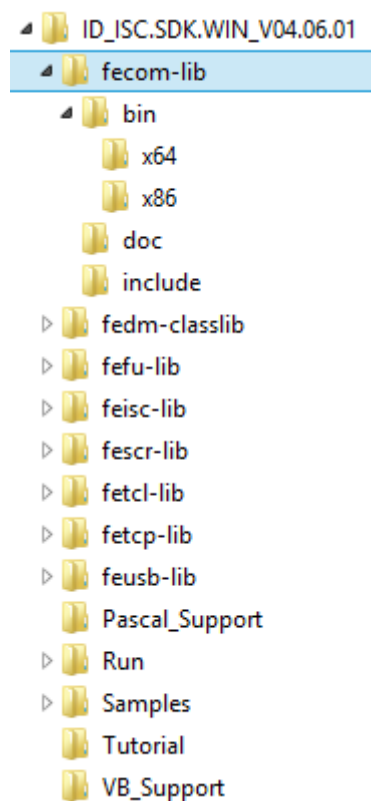 ID_ISC.SDK.WIN_V04.06.01
fecom-lib
bin
x64
x86
doc
include
fedm-classlib
fefu-lib
feisc-lib
fescr-lib
fetcl-lib
fetcp-lib
feusb-lib
Pascal_Support
Run
Samples
Tutorial
VB_Support